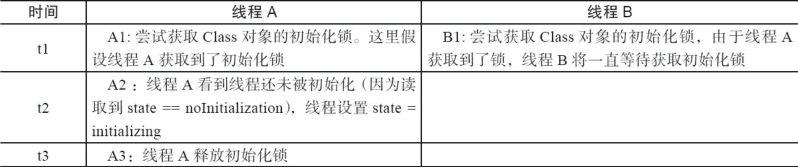 时间 线程 A 线程 B
t1
A1: 尝试获取 Class 对象的初始化锁。这里假
设线程 A 获取到了初始化锁
B1: 尝试获取 Class 对象的初始化锁，由于线程 A
获取到了锁，线程 B 将一直等待获取初始化锁
t2
A2：线程 A 看到线程还未被初始化（因为读
取到 state == noInitialization），线程设置 state =
initializing
t3
A3：线程 A 释放初始化锁